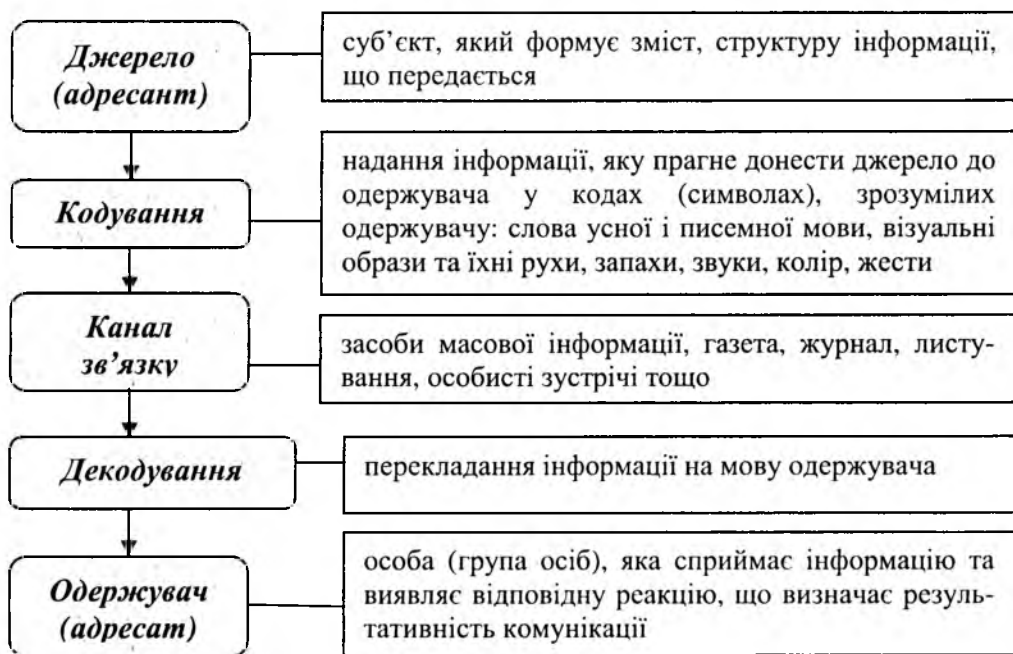 Джерело
(адресант)
суб’єкт, який формує зміст, структуру інформації,
що передається
Кодування
надання інформації, яку прагне донести джерело до
одержувача у кодах (символах), зрозумілих
одержувачу: слова усної і писемної мови, візуальні
образи та їхні рухи, запахи, звуки, колір, жести
Канал
зв’язку
засоби масової інформації, газета, журнал, листу-
вання, особисті зустрічі тощо
Декодування
перекладання інформації на мову одержувача
Одержувач
(адресат)
особа (група осіб), яка сприймає інформацію та
виявляє відповідну реакцію, що визначає резуль-
тативність комунікації